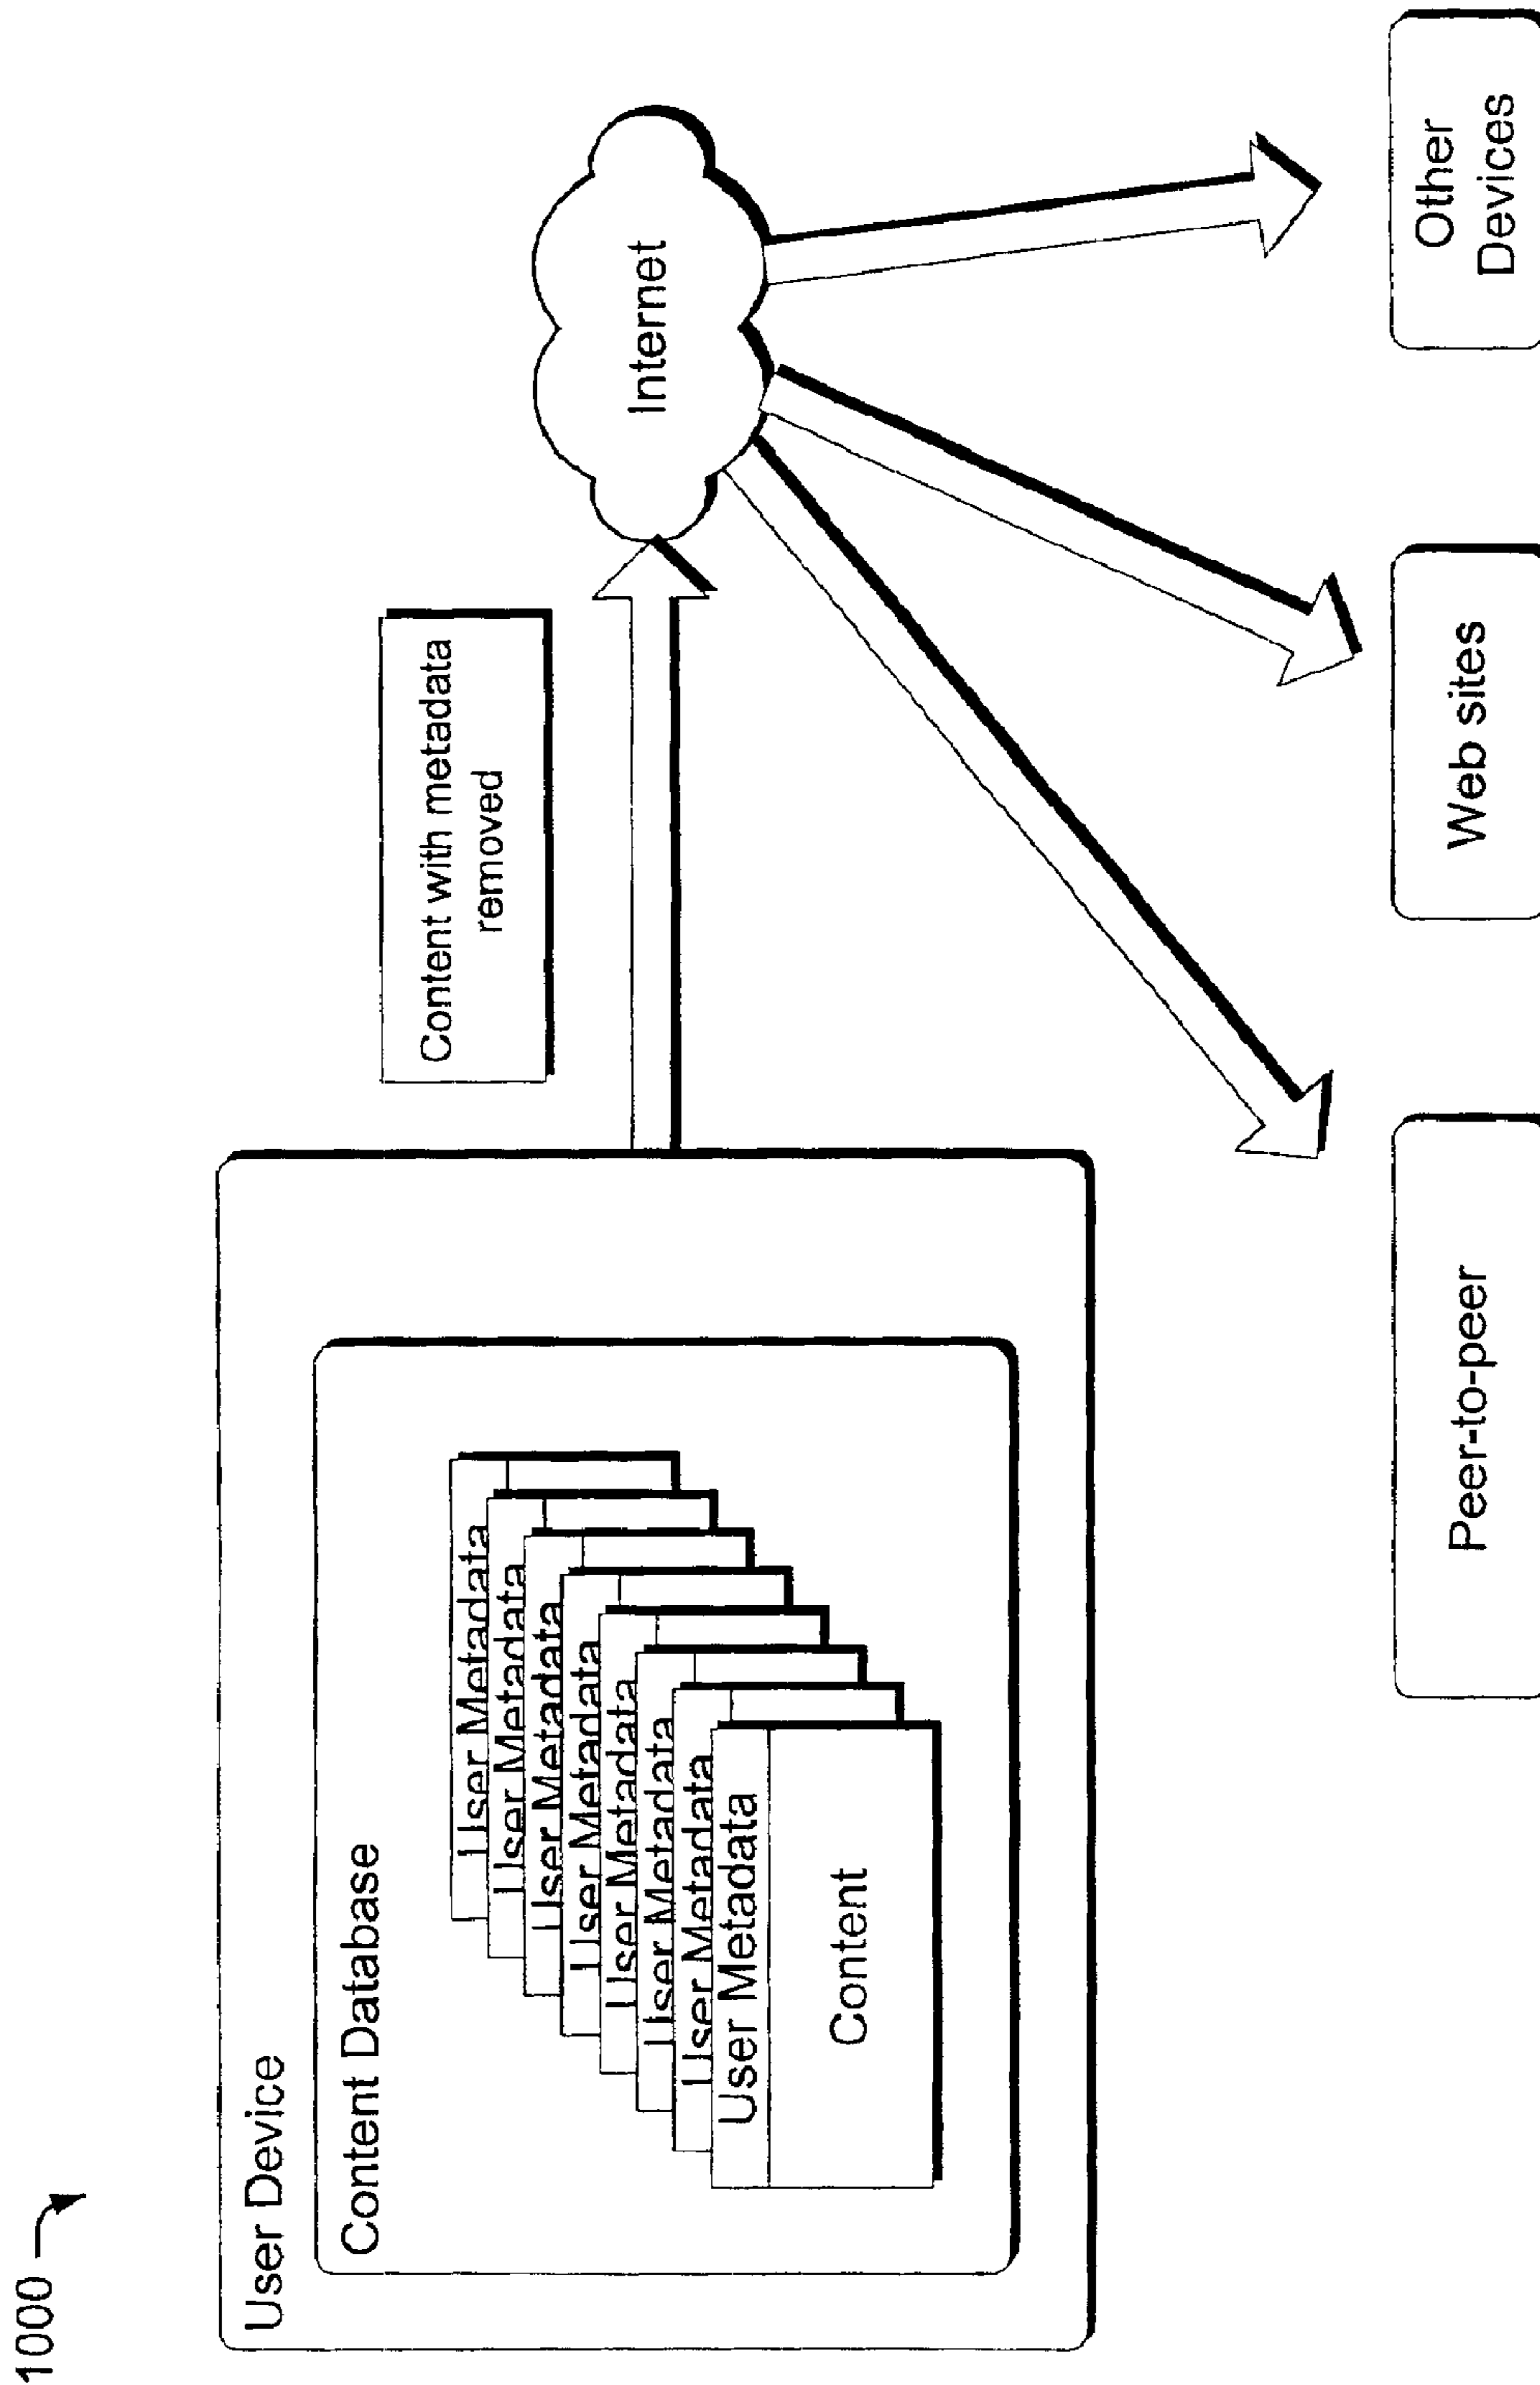 1000
User Device
Content Database
User Metadata
User Metadata
User Metadata
User Metadata
User Metadata
User Metadata
User Metadata
User Metadata
Content
Content with metadata
removed
Internet
Peer-to-peer
Web sites
Other
Devices